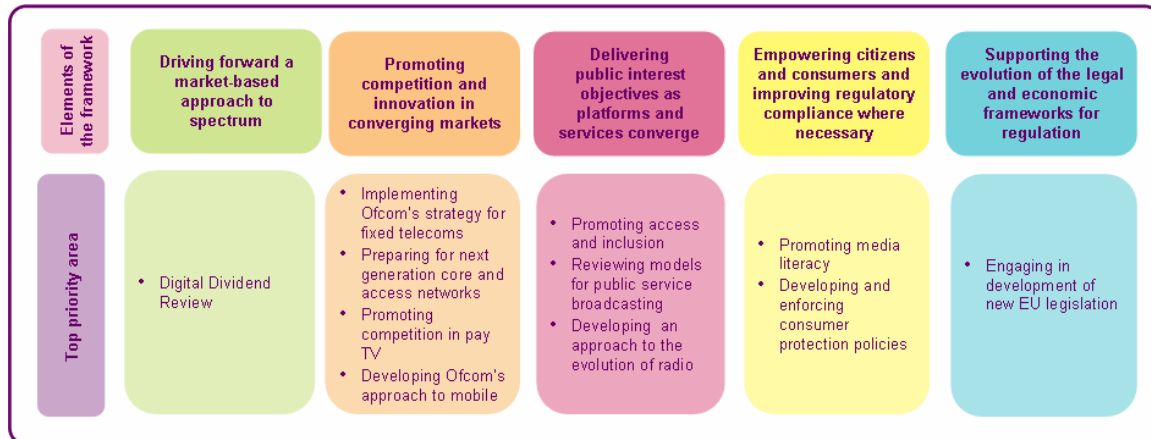 Elements of
the framework
Driving forward a
market-based
approach to
spectrum
Promoting
competition and
innovation in
converging markets
Delivering
public interest
objectives as
platforms and
services converge
Empowering citizens
and consumers and
improving regulatory
compliance where
necessary
Supporting the
evolution of the legal
and economic
frameworks for
regulation
Top priority area
• Digital Dividend
Review
• Implementing
Ofcom's strategy for
fixed telecoms
• Preparing for next
generation core and
access networks
• Promoting
competition in pay
TV
• Developing Ofcom's
approach to mobile
• Promoting access
and inclusion
• Reviewing models
for public service
broadcasting
• Developing an
approach to the
evolution of radio
• Promoting media
literacy
• Developing and
enforcing
consumer
protection policies
• Engaging in
development of
new EU legislation